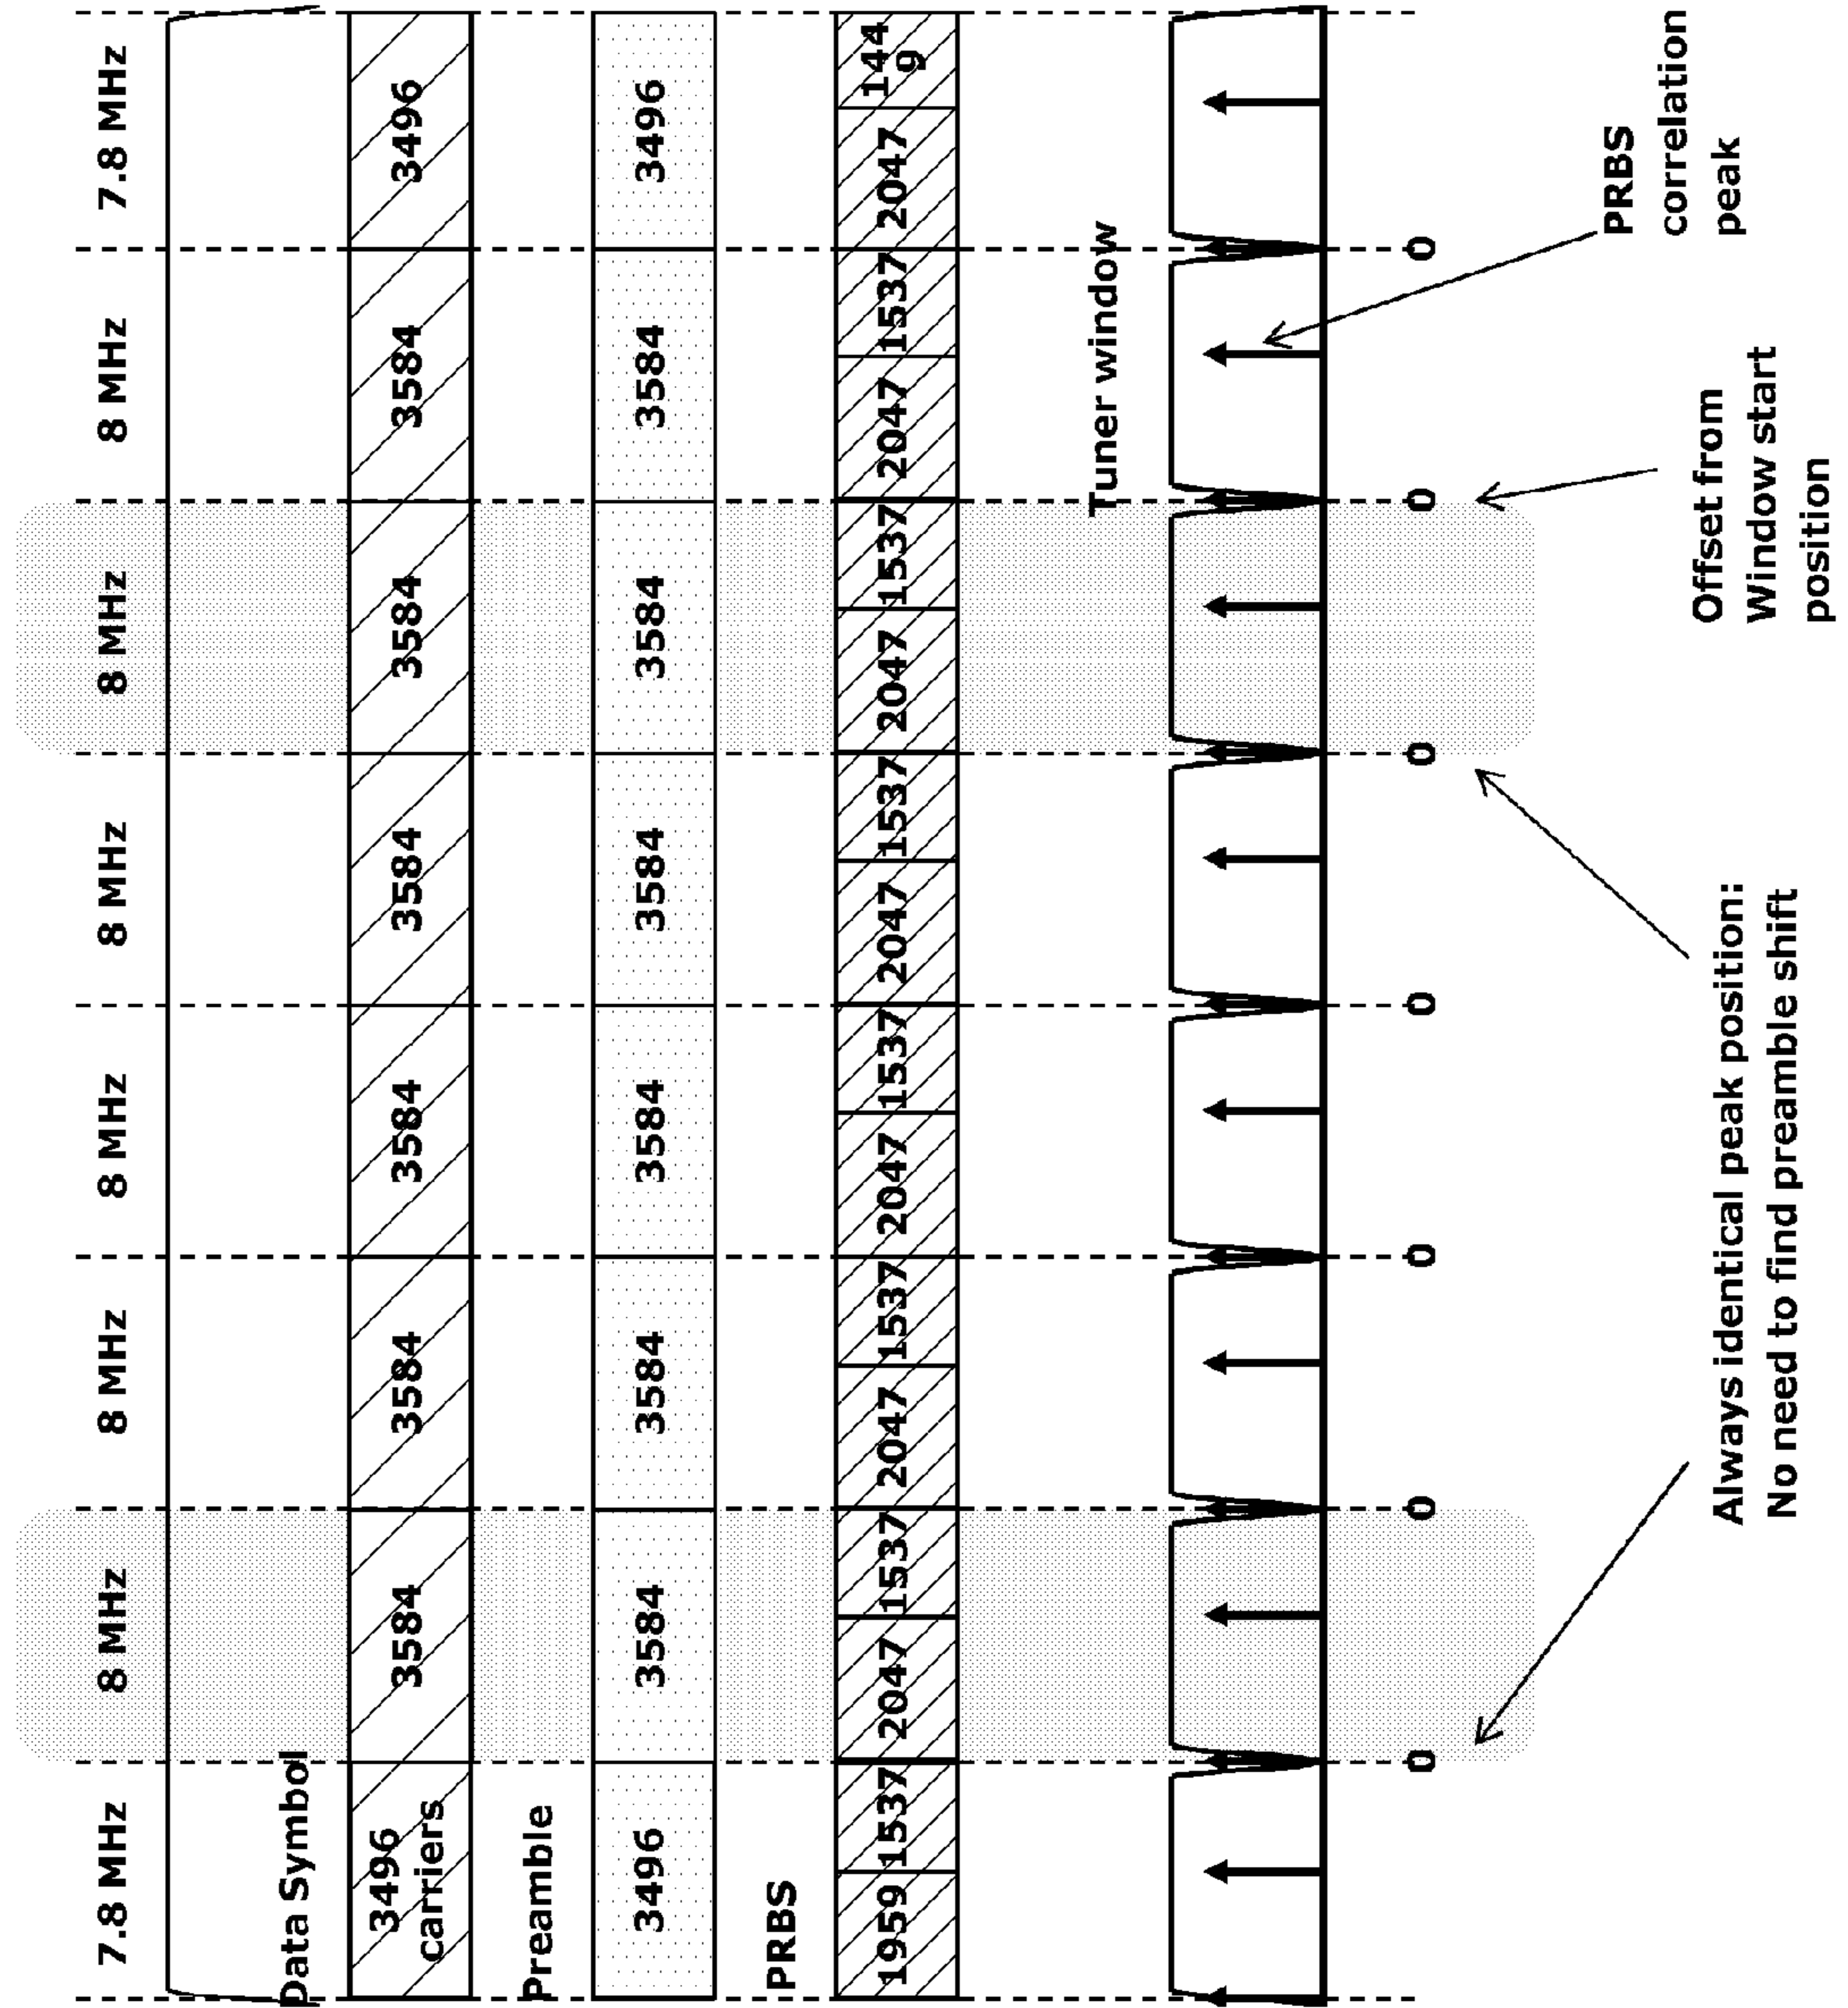 7.8 MHz 8 MHz 8 MHz 8 MHz 8 MHz 8 MHz 8 MHz 7.8 MHz
Data Symbol
3496
carriers
3584 3584 3584 3584 3584 3584 3496
Preamble
3496 3584 3584 3584 3584 3584 3584 3496
PRBS
1959 1537 2047 1537 2047 1537 2047 1537 2047 1537 2047 1537 2047 1537 2047 144
9
Tuner window
0 0 0 0 0 0 0
Always identical peak position:
No need to find preamble shift
Offset from
Window start
position
PRBS
correlation
peak